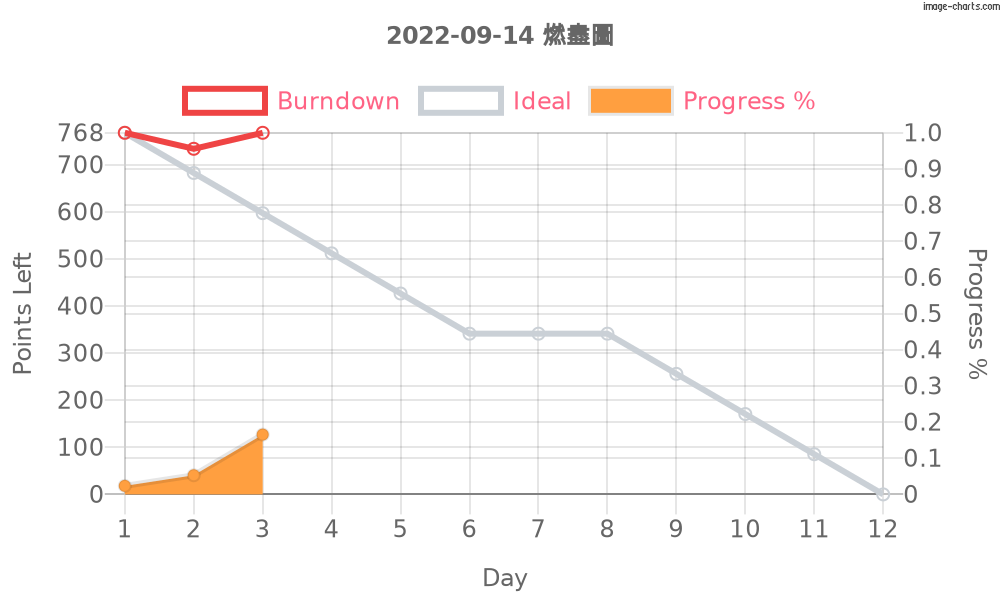 image-charts.com
2022-09-14 燃盡圖
Burndown Ideal Progress %
768 1.0
700 0.9
600 0.8
500 0.7
400 0.6
300 0.5
200 0.4
100 0.3
0 0.2
0.1
0
Points Left
Progress %
1 2 3 4 5 6 7 8 9 10 11 12
Day